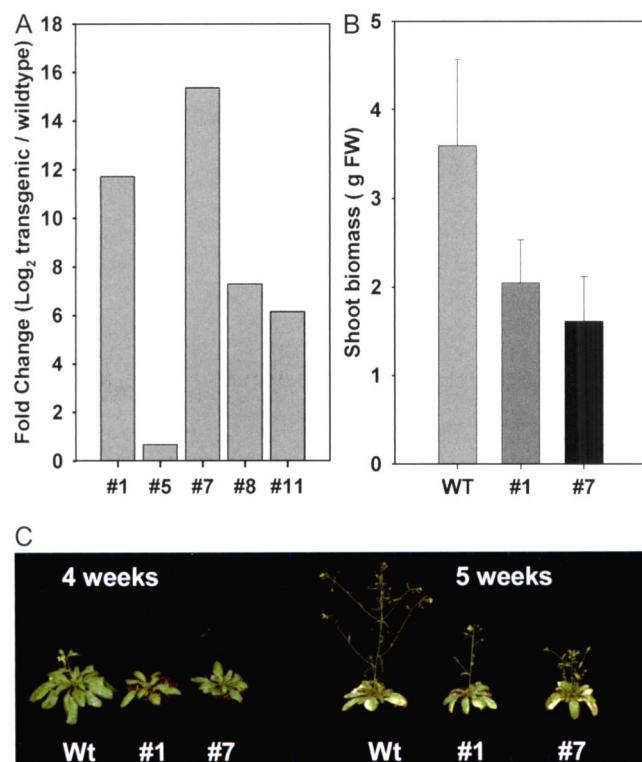 A
Fold Change (Log2 transgenic / wildtype)
18
16
14
12
10
8
6
4
2
0
#1 #5 #7 #8 #11
B
Shoot biomass ( g FW)
5
4
3
2
1
0
WT #1 #7
C
4 weeks 5 weeks
Wt #1 #7 Wt #1 #7